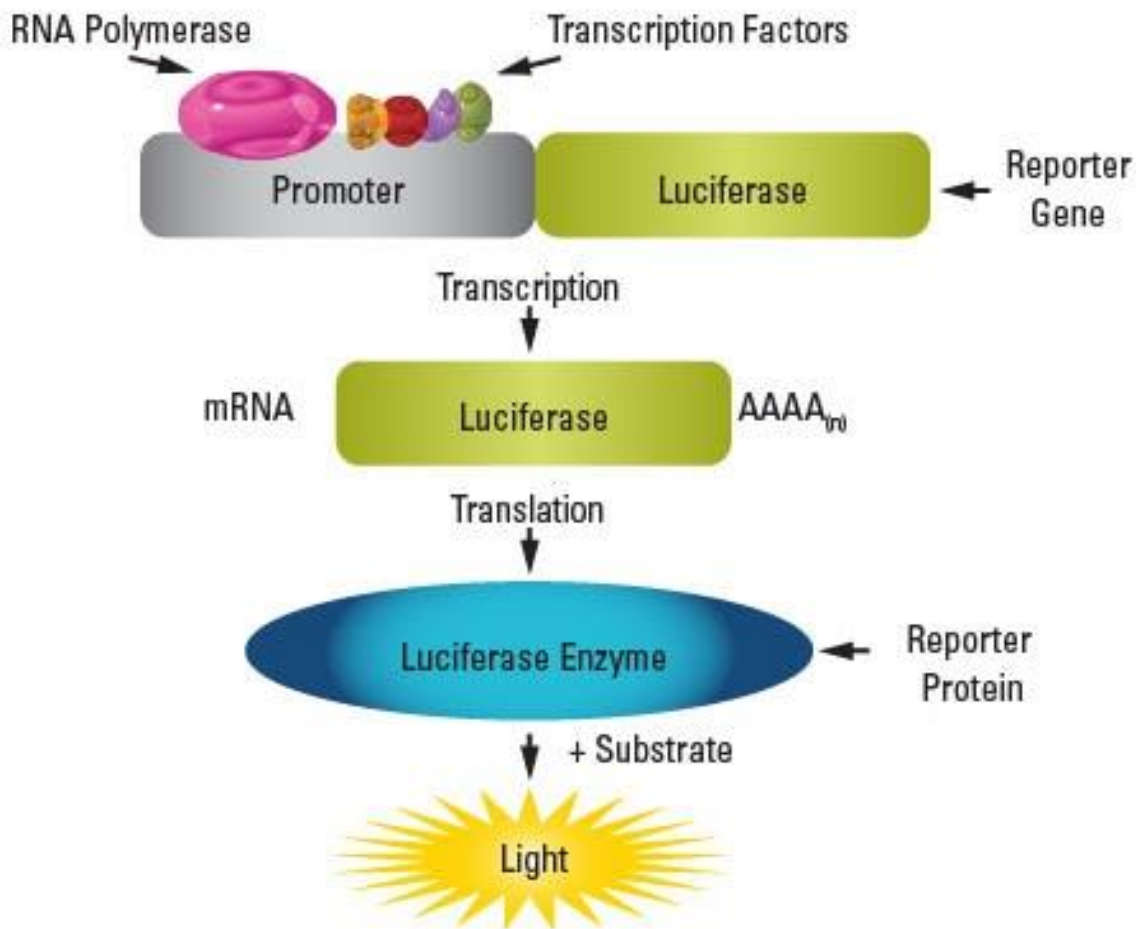 RNA Polymerase
Transcription Factors
Promoter
Luciferase
Reporter
Gene
Transcription
mRNA
Luciferase
AAAA(n)
Translation
Luciferase Enzyme
Reporter
Protein
+ Substrate
Light